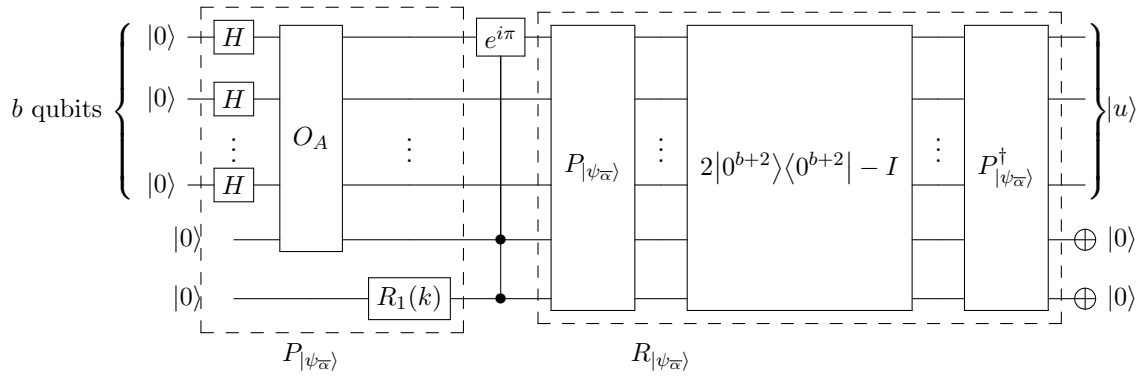 |0⟩ H e^{iπ}
b qubits |0⟩ H |u⟩
⋮ O_A ⋮ P_{|ψ_{\overline{α}}⟩} ⋮ 2|0^{b+2}⟩⟨0^{b+2}| − I ⋮ P^†_{|ψ_{\overline{α}}⟩}
|0⟩ H
|0⟩ |0⟩
|0⟩ R_1(k) |0⟩
P_{|ψ_{\overline{α}}⟩} R_{|ψ_{\overline{α}}⟩}